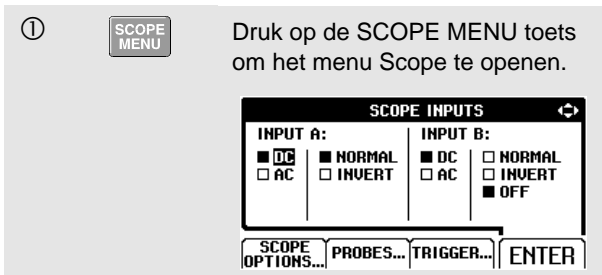 ① SCOPE MENU Druk op de SCOPE MENU toets
om het menu Scope te openen.
SCOPE INPUTS
INPUT A: INPUT B:
■ DC ■ NORMAL ■ DC □ NORMAL
□ AC □ INVERT □ AC □ INVERT
■ OFF
SCOPE OPTIONS... PROBES... TRIGGER... ENTER